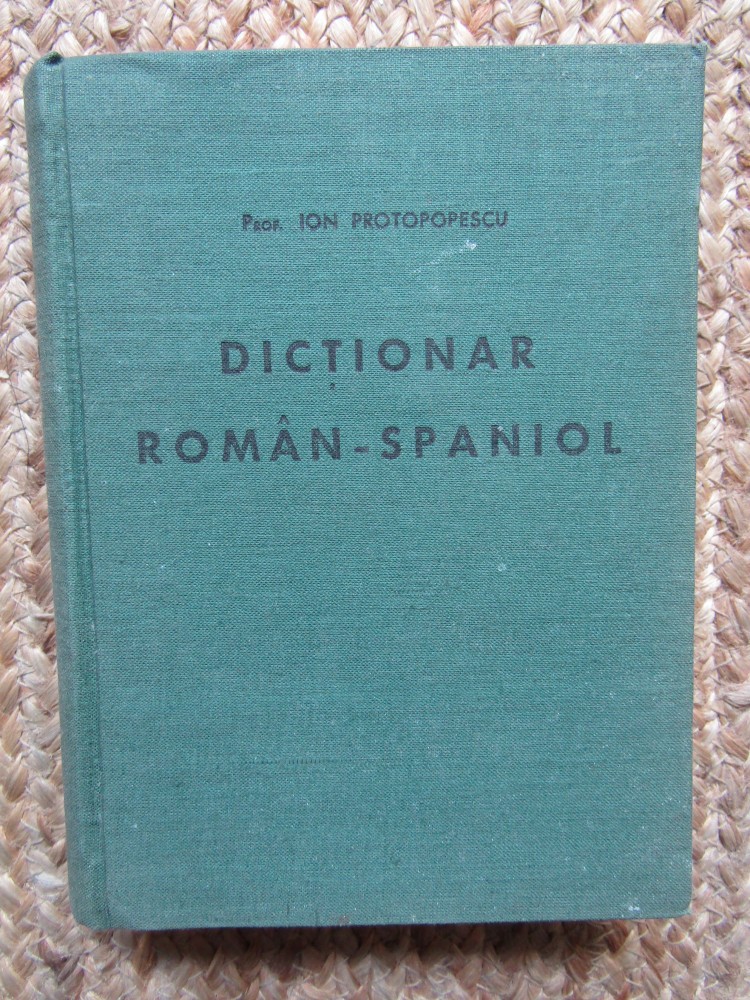 Prof. ION PROTOPOPESCU
DICȚIONAR
ROMÂN-SPANIOL